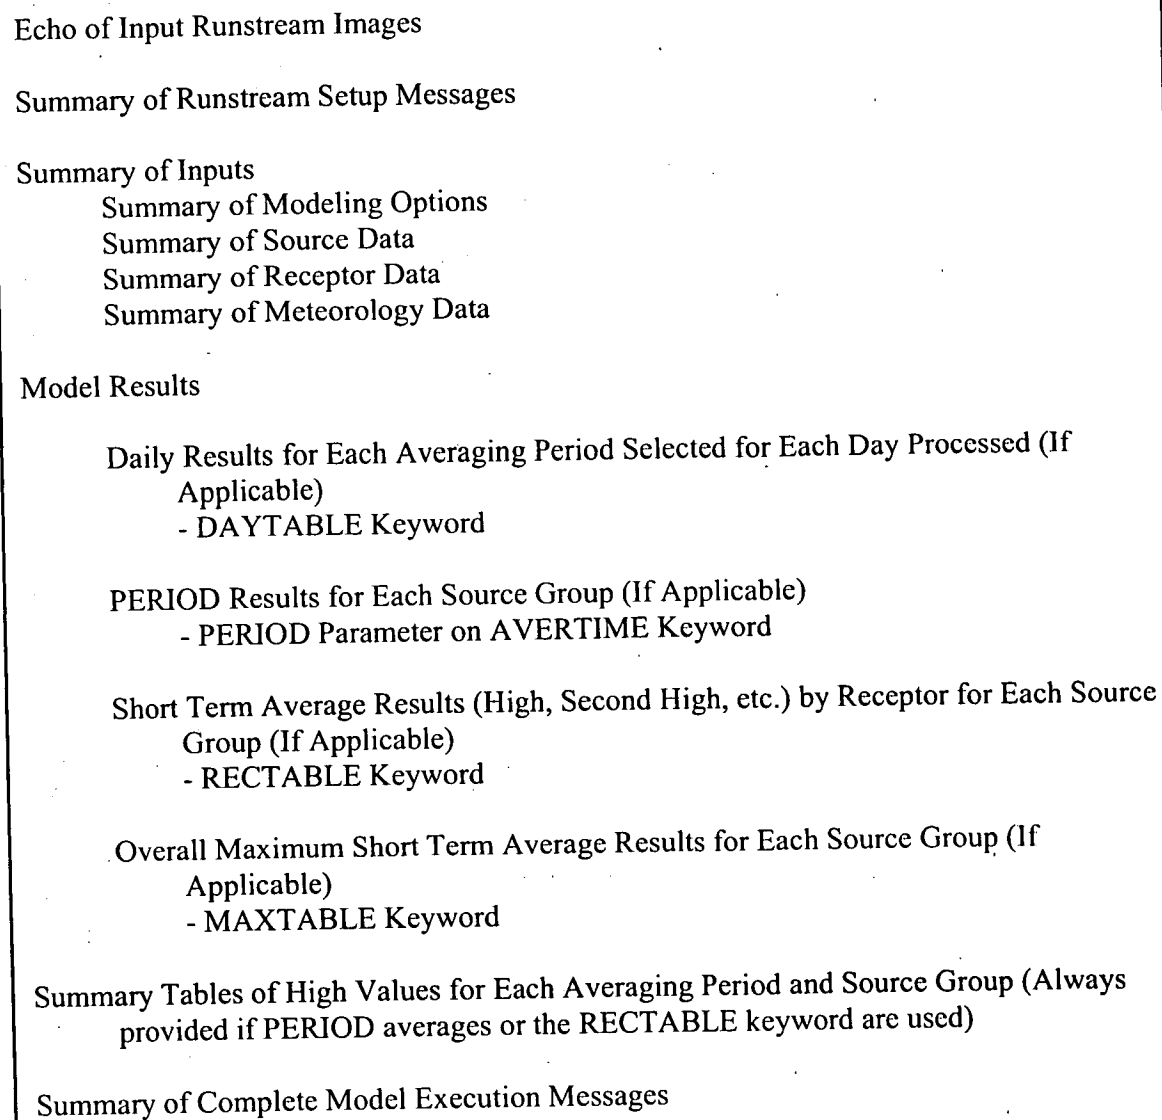 Echo of Input Runstream Images
Summary of Runstream Setup Messages
Summary of Inputs
Summary of Modeling Options
Summary of Source Data
Summary of Receptor Data
Summary of Meteorology Data
Model Results
Daily Results for Each Averaging Period Selected for Each Day Processed (If
Applicable)
- DAYTABLE Keyword
PERIOD Results for Each Source Group (If Applicable)
- PERIOD Parameter on AVERTIME Keyword
Short Term Average Results (High, Second High, etc.) by Receptor for Each Source
Group (If Applicable)
- RECTABLE Keyword
Overall Maximum Short Term Average Results for Each Source Group (If
Applicable)
- MAXTABLE Keyword
Summary Tables of High Values for Each Averaging Period and Source Group (Always
provided if PERIOD averages or the RECTABLE keyword are used)
Summary of Complete Model Execution Messages